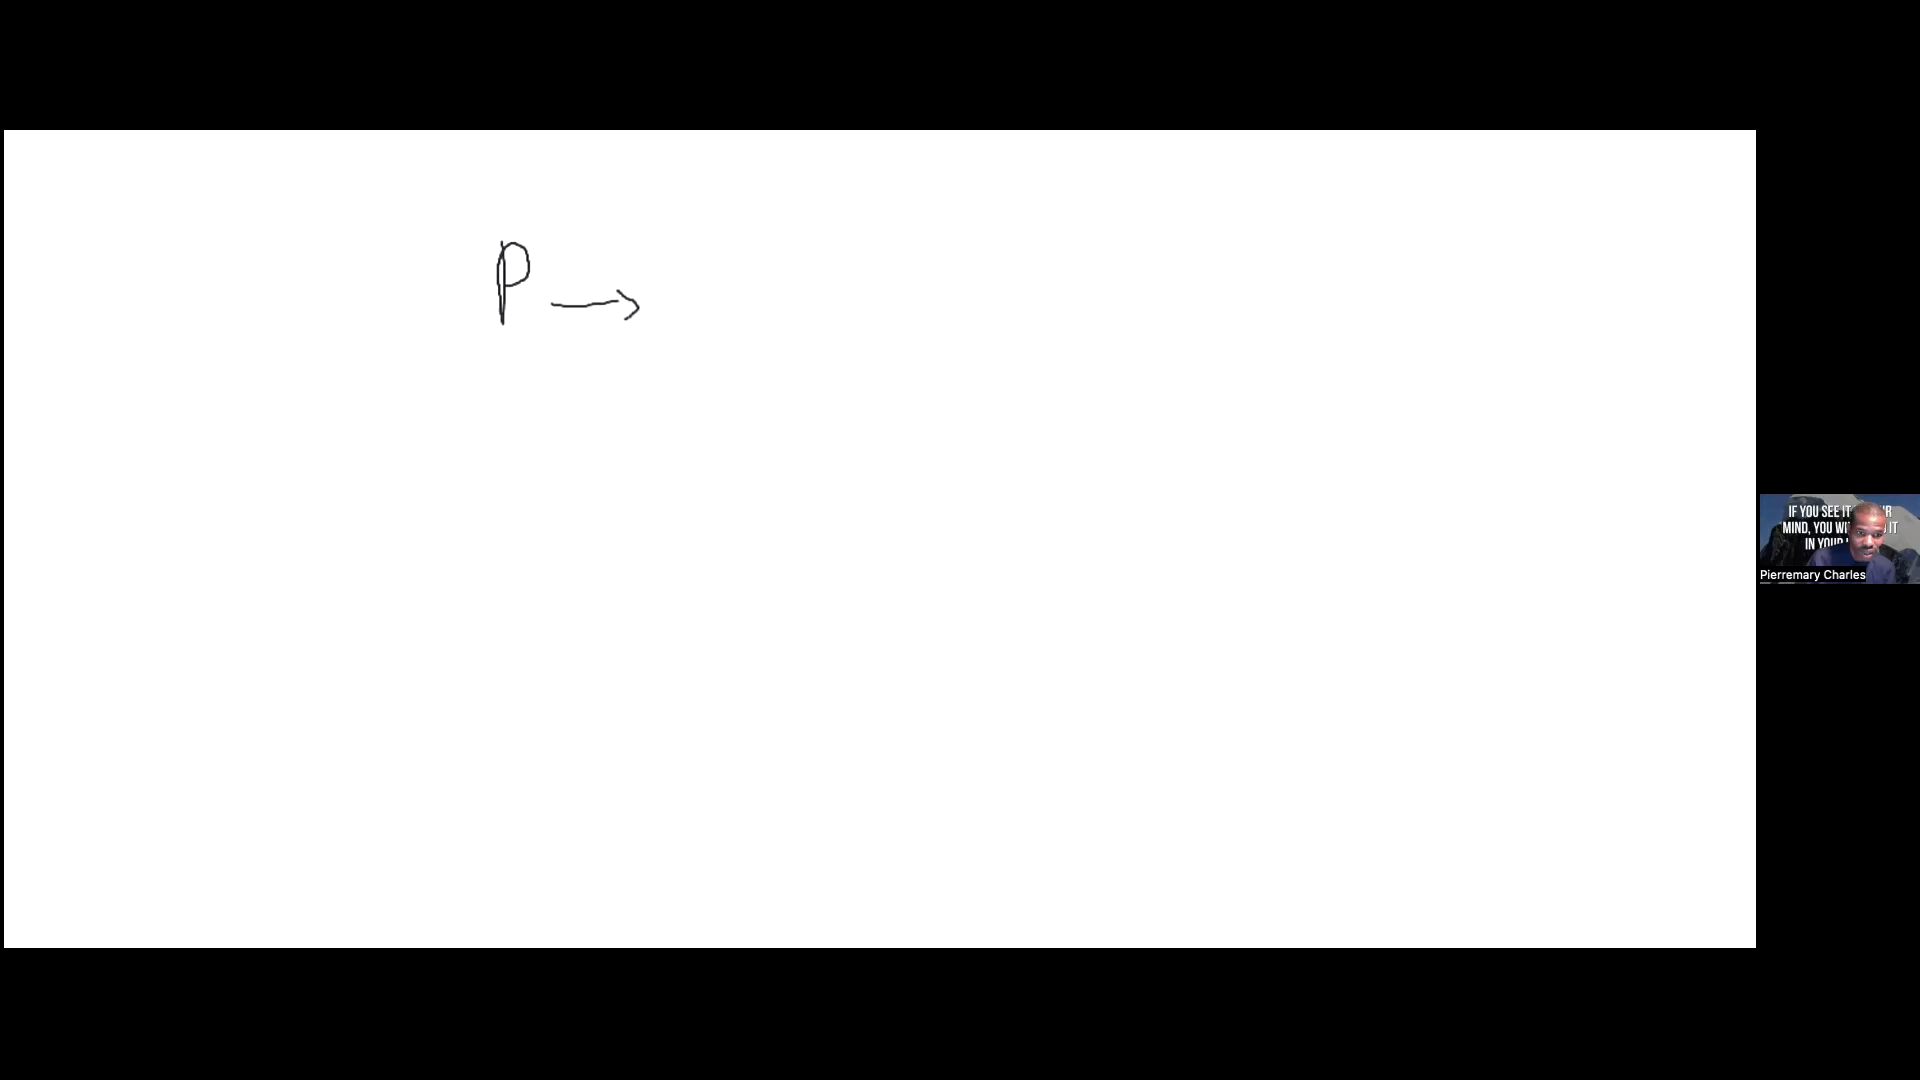 P →
IF YOU SEE IT
MIND, YOU IT
IN
Pierremary Charles